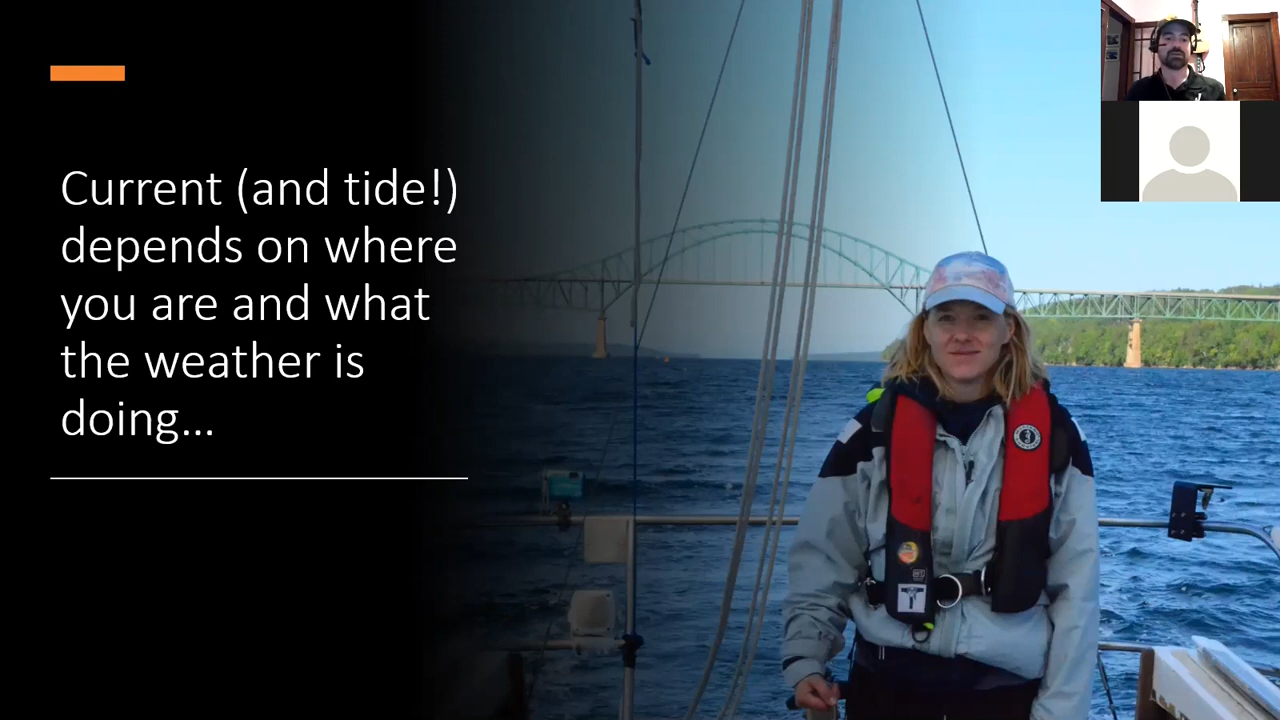 Current (and tide!)
depends on where
you are and what
the weather is
doing...